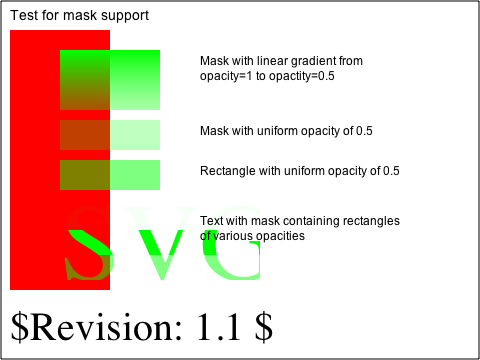 Test for mask support
Mask with linear gradient from
opacity=1 to opactity=0.5
Mask with uniform opacity of 0.5
Rectangle with uniform opacity of 0.5
Text with mask containing rectangles
of various opacities
SVG
$Revision: 1.1 $